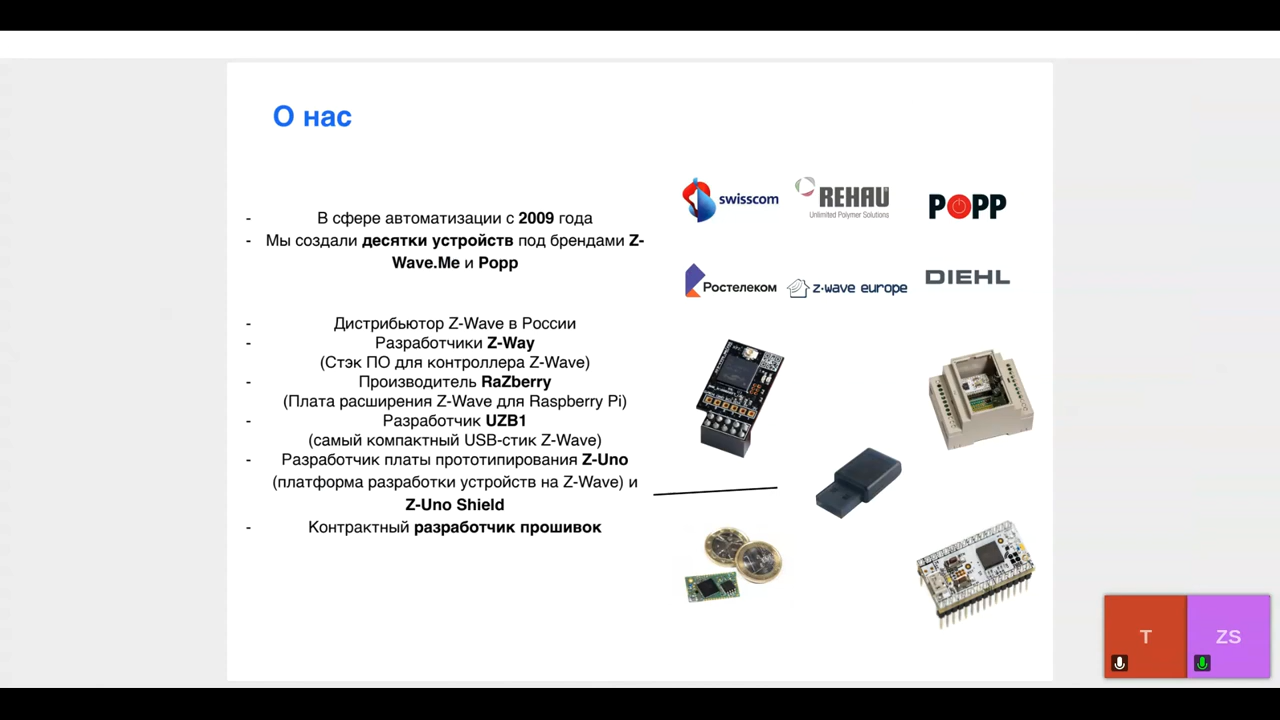 О нас
- В сфере автоматизации с 2009 года
- Мы создали десятки устройств под брендами Z-
Wave.Me и Popp
- Дистрибьютор Z-Wave в России
- Разработчики Z-Way
(Стэк ПО для контроллера Z-Wave)
- Производитель RaZberry
(Плата расширения Z-Wave для Raspberry Pi)
- Разработчик UZB1
(самый компактный USB-стик Z-Wave)
- Разработчик платы прототипирования Z-Uno
(платформа разработки устройств на Z-Wave) и
Z-Uno Shield
- Контрактный разработчик прошивок
swisscom
REHAU
Unlimited Polymer Solutions
POPP
Ростелеком
z·wave europe
DIEHL
T
ZS